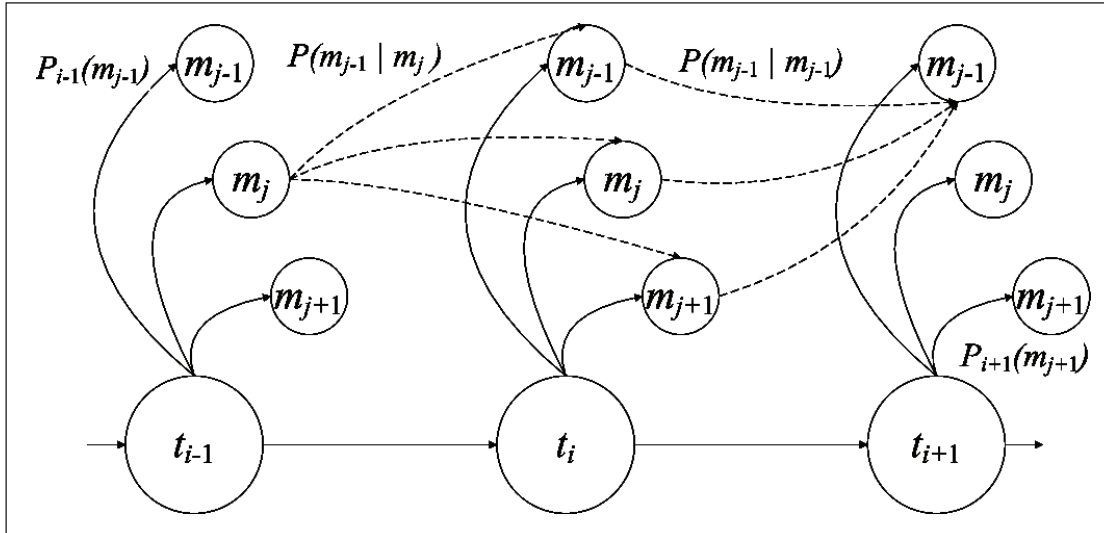 P_{i-1}(m_{j-1}) m_{j-1} P(m_{j-1} | m_j) m_{j-1} P(m_{j-1} | m_{j-1}) m_{j-1}
m_j m_j m_j
m_{j+1} m_{j+1} m_{j+1}
P_{i+1}(m_{j+1})
t_{i-1} t_i t_{i+1}